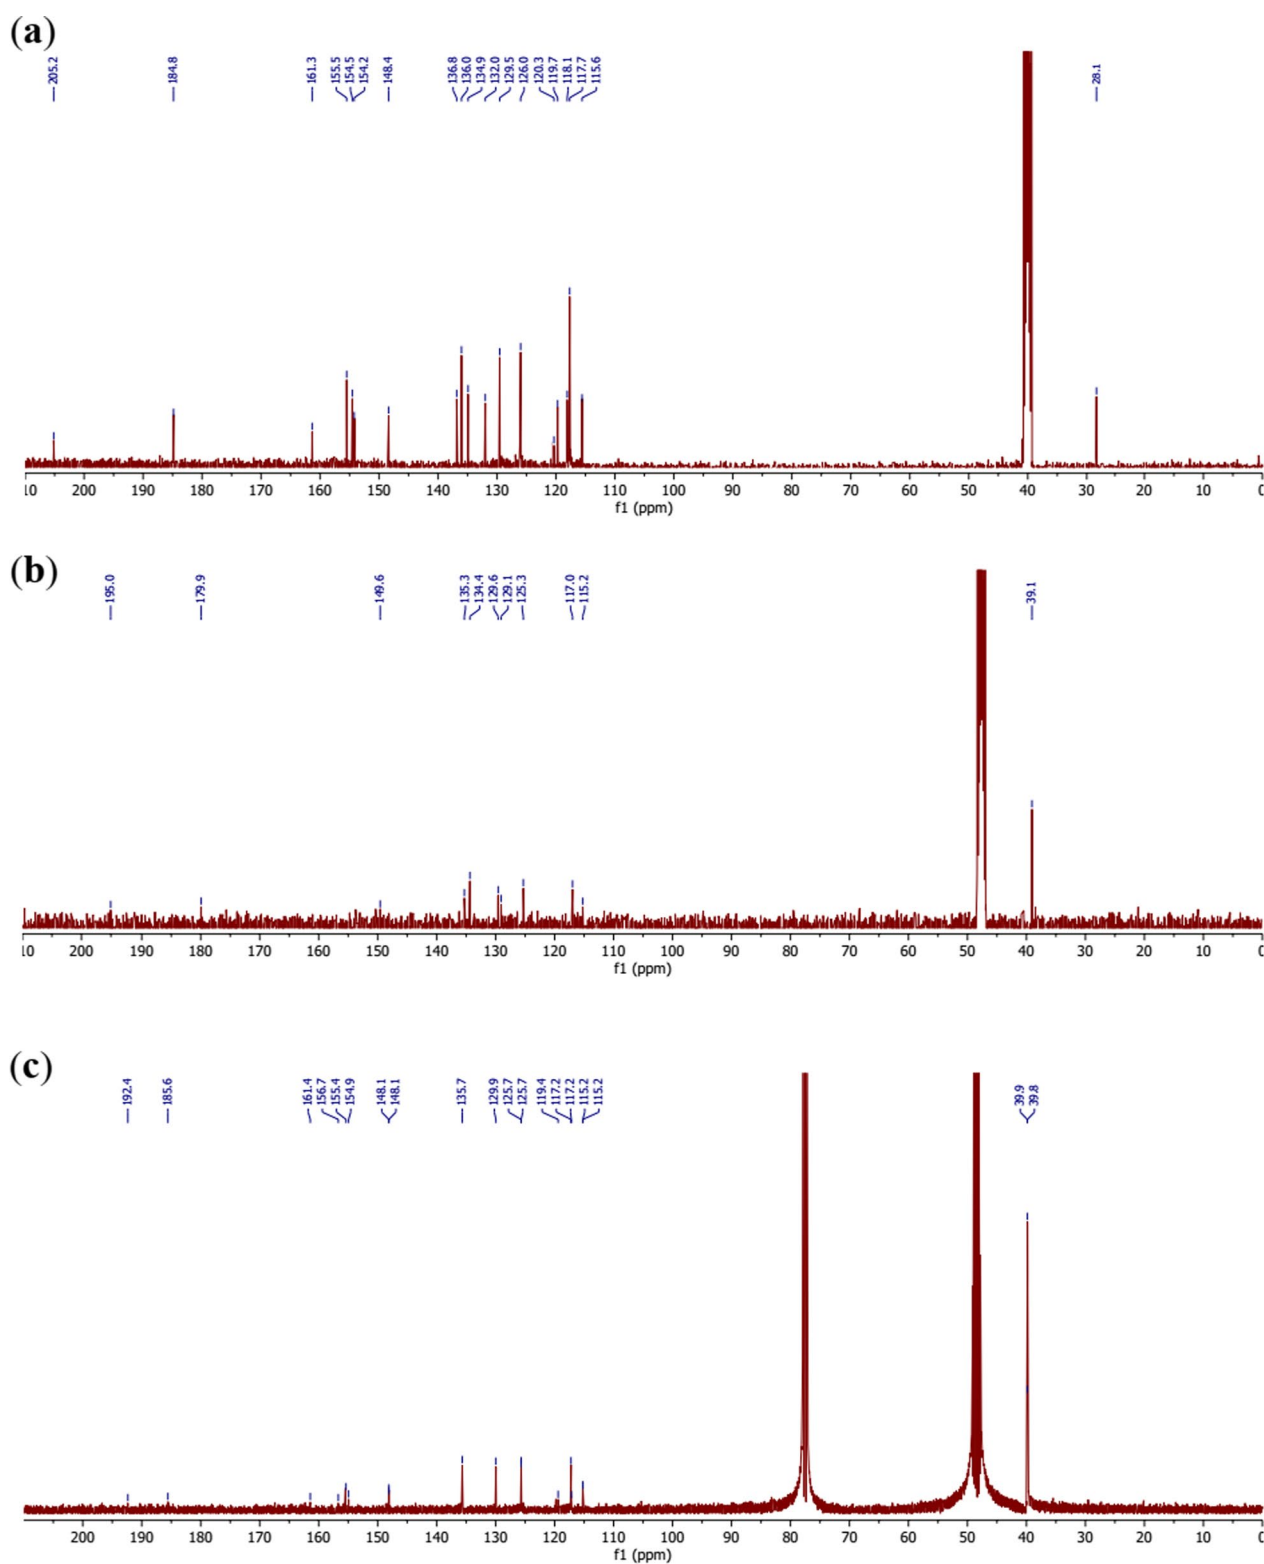 (a)
205.2 184.8 161.3 155.5 154.5 154.2 148.4 136.8 136.0 134.9 132.0 129.5 126.0 120.3 119.7 118.1 117.7 115.6 28.1
10 200 190 180 170 160 150 140 130 120 110 100 90 80 70 60 50 40 30 20 10 0
f1 (ppm)
(b)
195.0 179.9 149.6 135.3 134.4 129.6 129.1 125.3 117.0 115.2 39.1
10 200 190 180 170 160 150 140 130 120 110 100 90 80 70 60 50 40 30 20 10 0
f1 (ppm)
(c)
192.4 185.6 161.4 156.7 155.4 154.9 148.1 148.1 135.7 129.9 125.7 125.7 119.4 117.2 117.2 115.2 115.2 39.9 39.8
200 190 180 170 160 150 140 130 120 110 100 90 80 70 60 50 40 30 20 10 0
f1 (ppm)